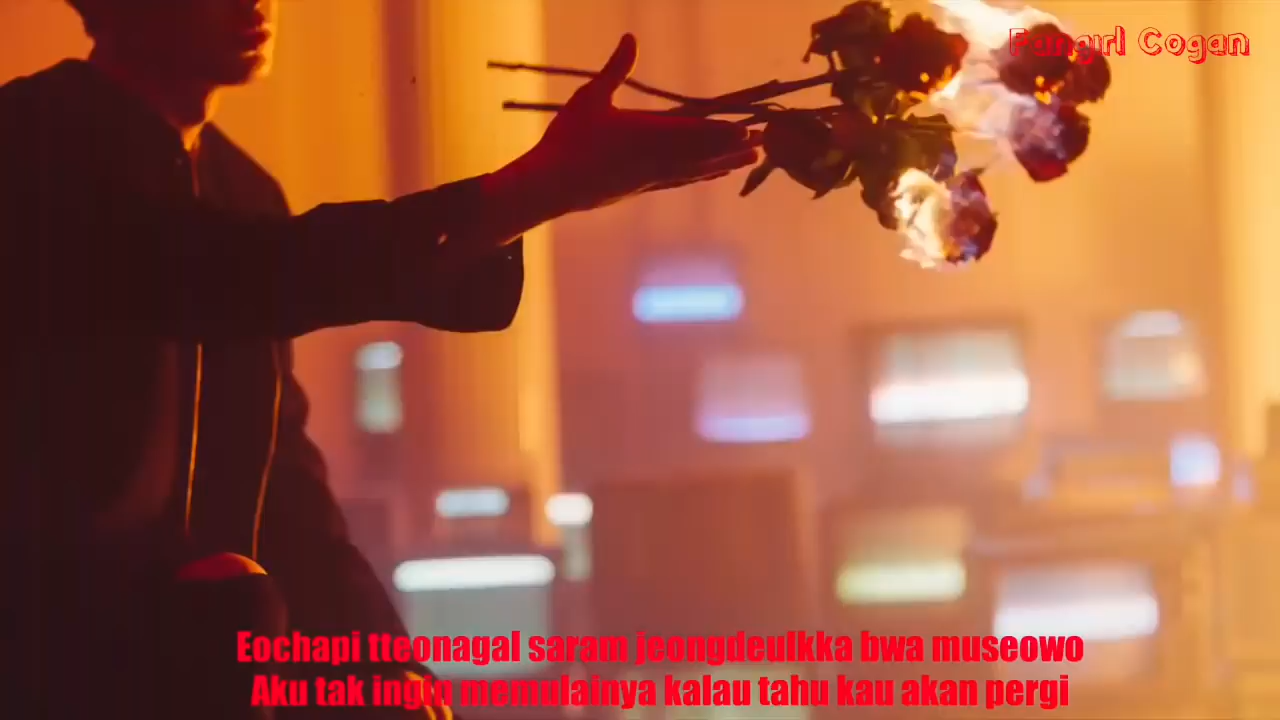 Fangirl Cogan
Eochapi tteonagal saram jeongdeulkka bwa museowo
Aku tak ingin memulainya kalau tahu kau akan pergi